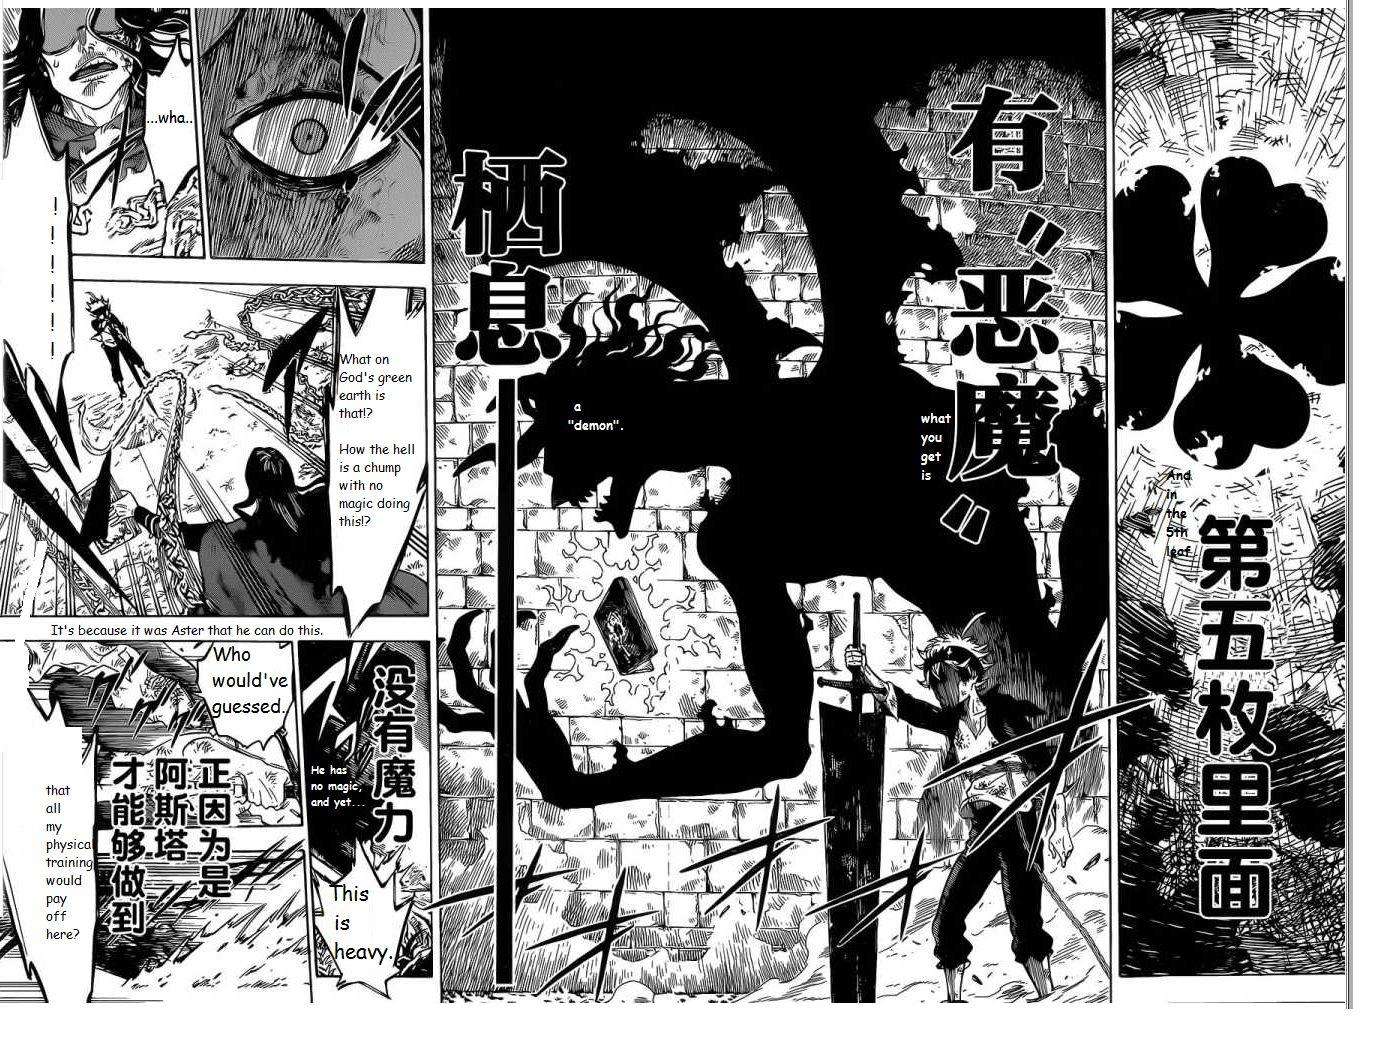 And
in
the
5th
leaf
第五枚里面
有〝恶魔〞
what
you
get
is
a
"demon".
栖息
...wha..
!
!
!
!
!
!
What on
God's green
earth is
that!?
How the hell
is a chump
with no
magic doing
this!?
It's because it was Aster that he can do this.
没有魔力
He has
no magic,
and yet...
This
is
heavy.
Who
would've
guessed.
正因为是
阿斯塔
才能够做到
that
all
my
physical
training
would
pay
off
here?